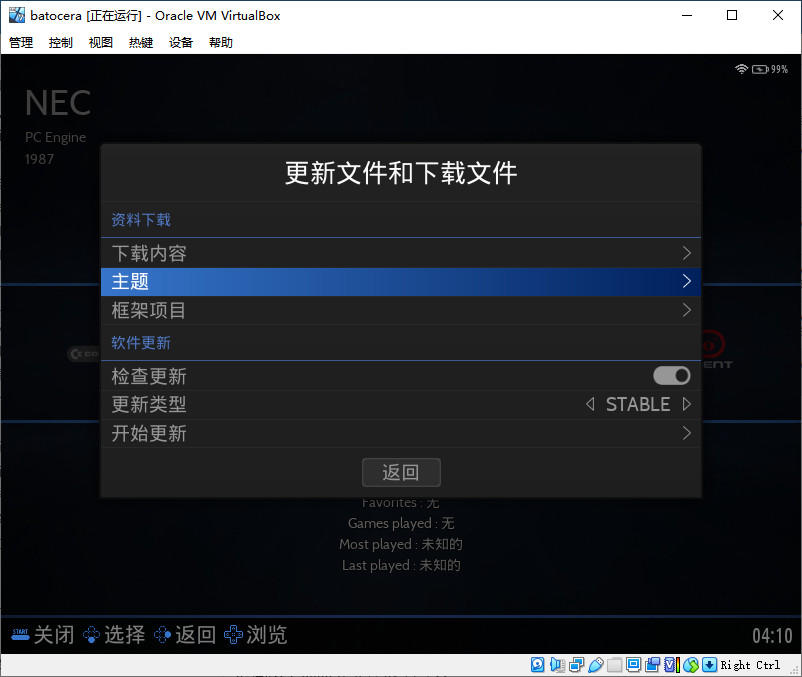 batocera [正在运行] - Oracle VM VirtualBox
管理 控制 视图 热键 设备 帮助
99%
NEC
PC Engine
1987
更新文件和下载文件
资料下载
下载内容
主题
框架项目
软件更新
检查更新
更新类型 STABLE
开始更新
返回
Favorites : 无
Games played : 无
Most played : 未知的
Last played : 未知的
START 关闭 选择 返回 浏览 04:10
Right Ctrl